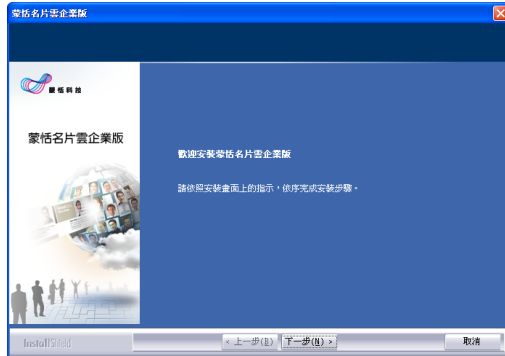 蒙恬名片雲企業版
蒙恬科技
蒙恬名片雲企業版
歡迎安裝蒙恬名片雲企業版
請依照安裝畫面上的指示，依序完成安裝步驟。
InstallShield
< 上一步(B)
下一步(N) >
取消